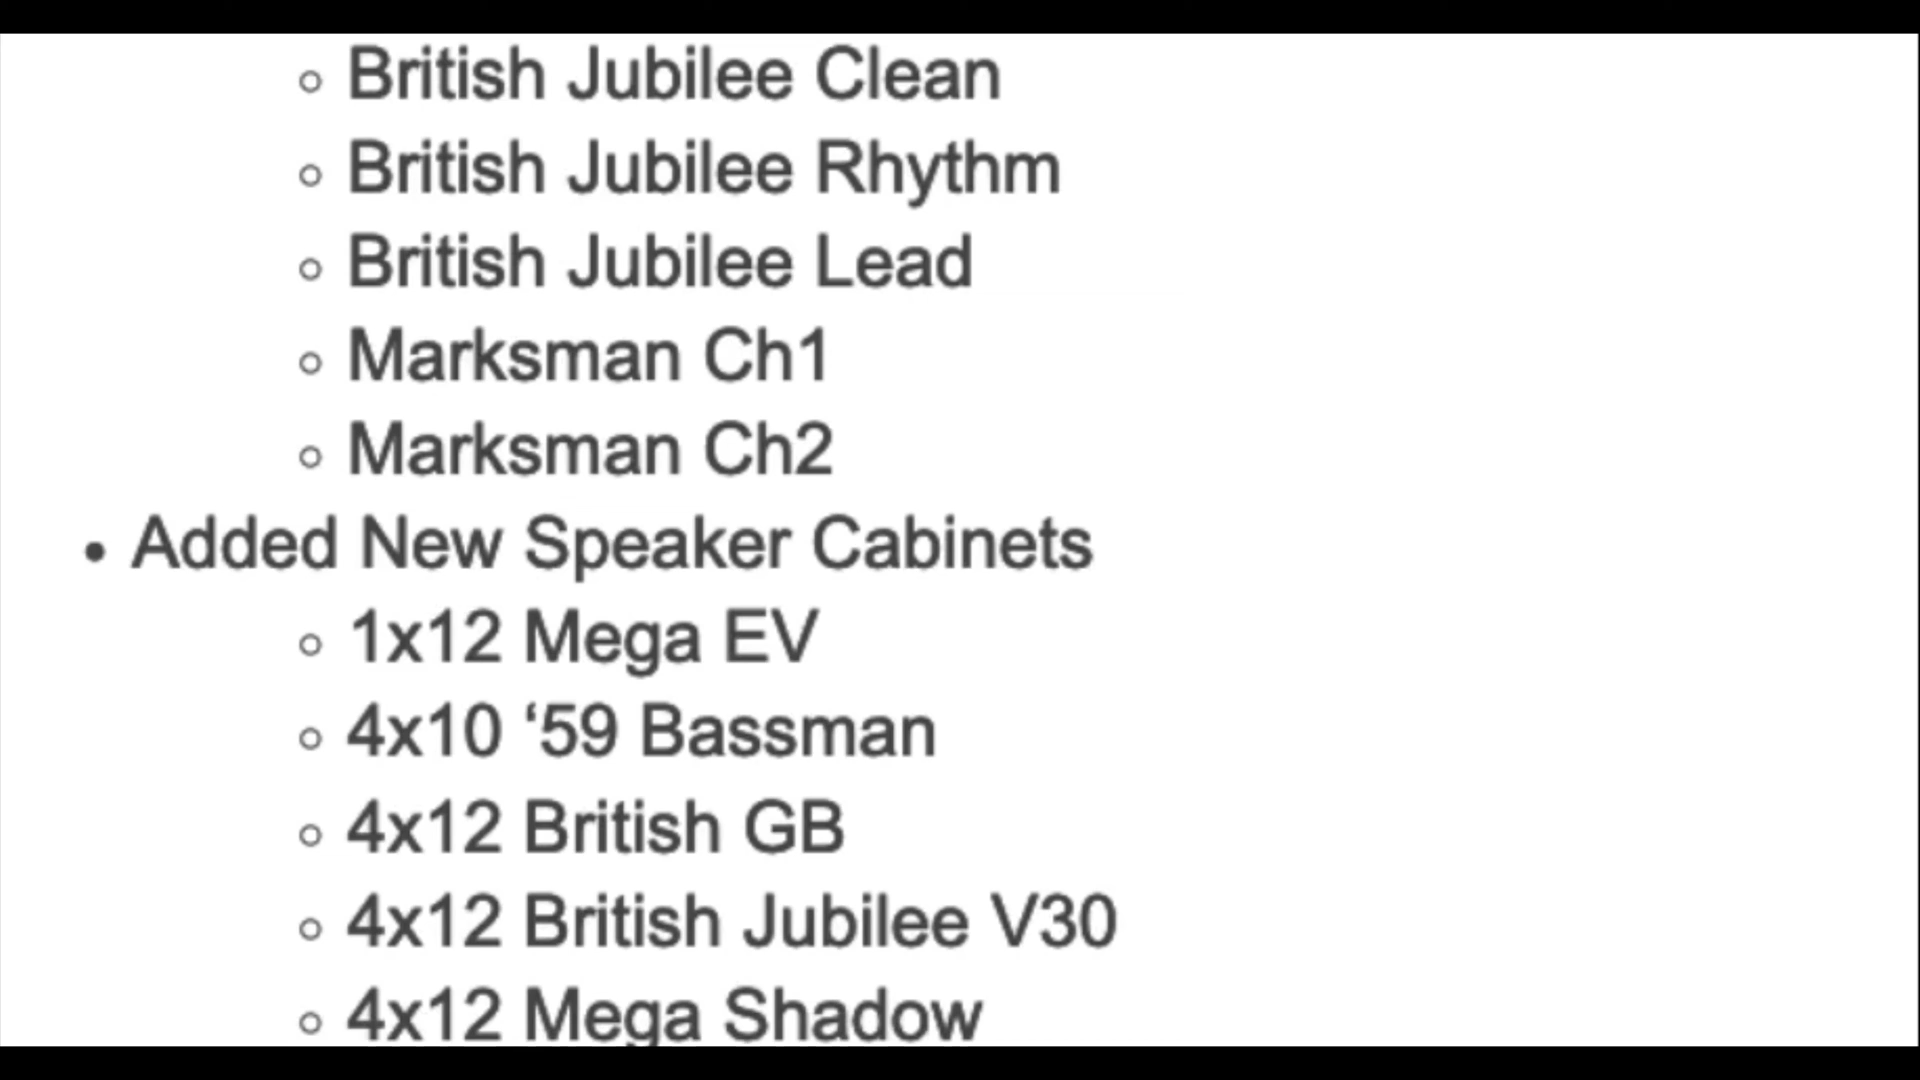 British Jubilee Clean
British Jubilee Rhythm
British Jubilee Lead
Marksman Ch1
Marksman Ch2
Added New Speaker Cabinets
1x12 Mega EV
4x10 ‘59 Bassman
4x12 British GB
4x12 British Jubilee V30
4x12 Mega Shadow